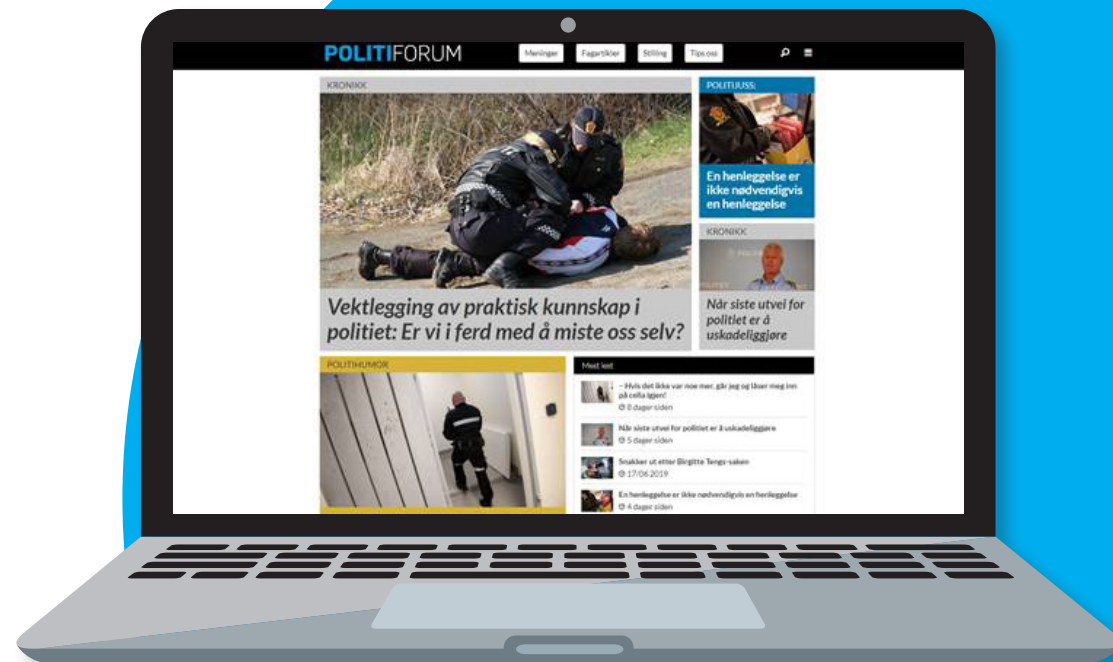 POLITIFORUM
Meninger
Fagartikler
Stilling
Tips oss
KRONIKK
Vektlegging av praktisk kunnskap i
politiet: Er vi i ferd med å miste oss selv?
POLITIJUSS:
En henleggelse er
ikke nødvendigvis
en henleggelse
KRONIKK
Når siste utvei for
politiet er å
uskadeliggjøre
POLITIHUMOR
Mest lest
– Hvis det ikke var noe mer, går jeg og låser meg inn
på cella igjen!
8 dager siden
Når siste utvei for politiet er å uskadeliggjøre
5 dager siden
Snakker ut etter Birgitte Tengs-saken
17/06 2019
En henleggelse er ikke nødvendigvis en henleggelse
4 dager siden